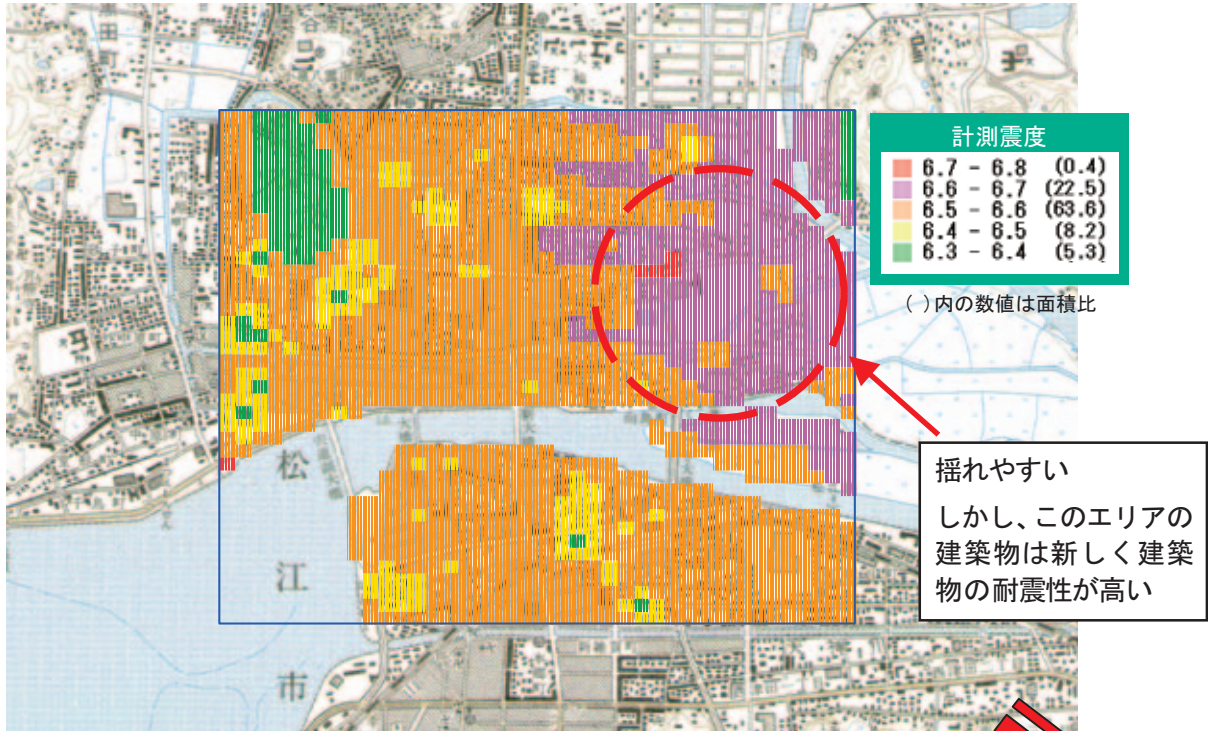 計測震度
6.7 - 6.8 (0.4)
6.6 - 6.7 (22.5)
6.5 - 6.6 (63.6)
6.4 - 6.5 (8.2)
6.3 - 6.4 (5.3)
( )内の数値は面積比
揺れやすい
しかし、このエリアの
建築物は新しく建築
物の耐震性が高い
松
江
市